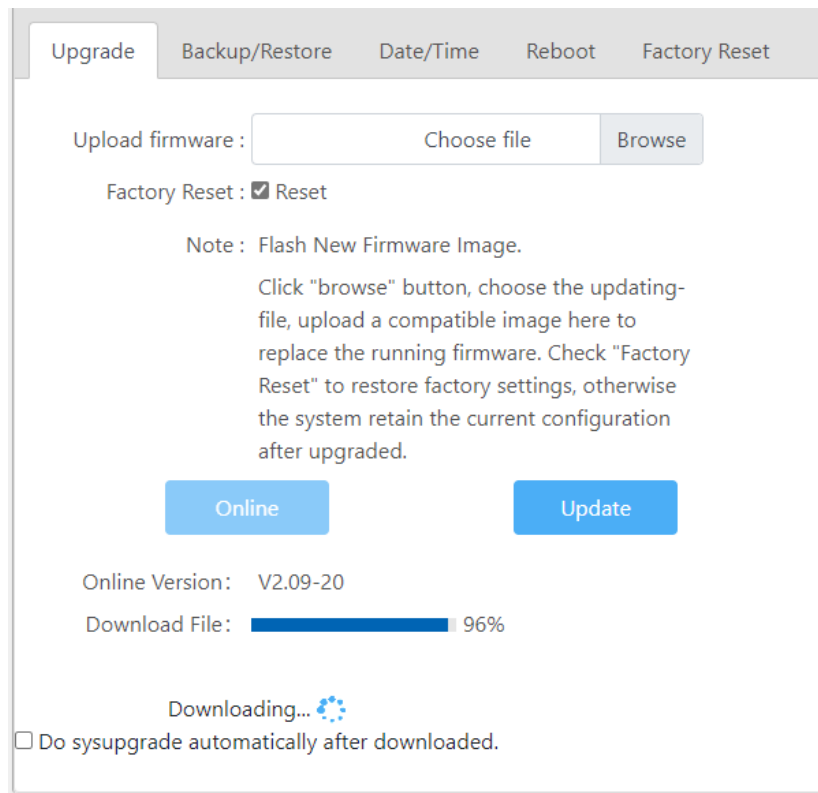 Upgrade Backup/Restore Date/Time Reboot Factory Reset
Upload firmware : Choose file Browse
Factory Reset : Reset
Note : Flash New Firmware Image.
Click "browse" button, choose the updating-
file, upload a compatible image here to
replace the running firmware. Check "Factory
Reset" to restore factory settings, otherwise
the system retain the current configuration
after upgraded.
Online Update
Online Version: V2.09-20
Download File: 96%
Downloading...
Do sysupgrade automatically after downloaded.